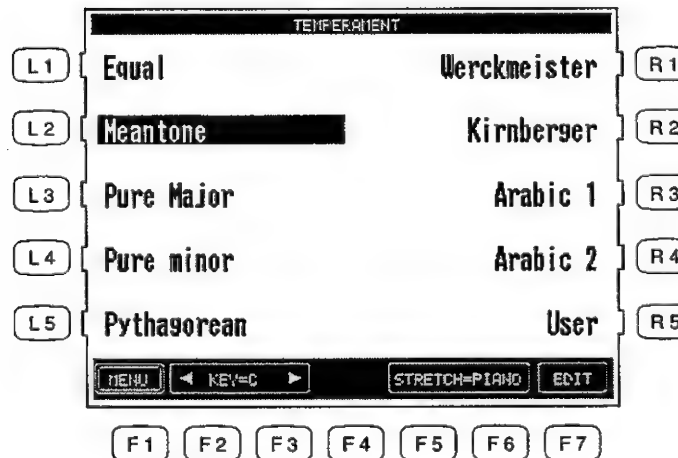 TEMPERAMENT
L1 Equal Werckmeister R1
L2 Meantone Kirnberger R2
L3 Pure Major Arabic 1 R3
L4 Pure minor Arabic 2 R4
L5 Pythagorean User R5
MENU ◄ KEY=C ► STRETCH=PIANO EDIT
F1 F2 F3 F4 F5 F6 F7